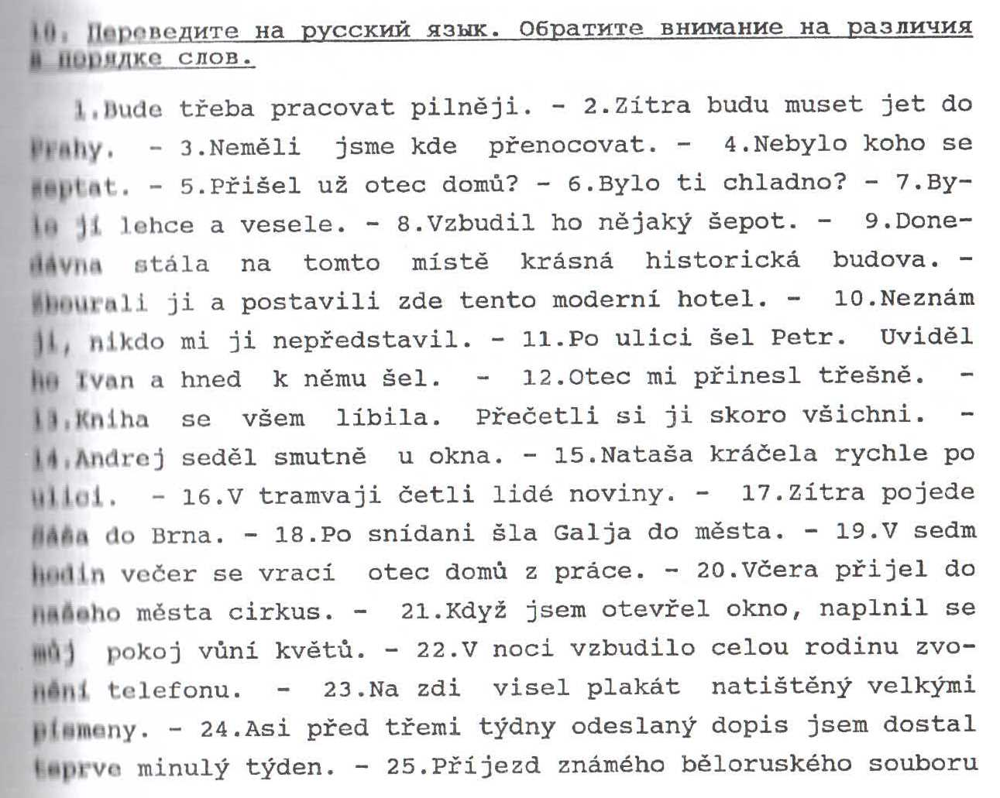 10. Переведите на русский язык. Обратите внимание на различия
в порядке слов.
1.Bude třeba pracovat pilněji. - 2.Zítra budu muset jet do
Prahy. - 3.Neměli jsme kde přenocovat. - 4.Nebylo koho se
zeptat. - 5.Přišel už otec domů? - 6.Bylo ti chladno? - 7.By-
lo jí lehce a vesele. - 8.Vzbudil ho nějaký šepot. - 9.Done-
dávna stála na tomto místě krásná historická budova. -
Zbourali ji a postavili zde tento moderní hotel. - 10.Neznám
ji, nikdo mi ji nepředstavil. - 11.Po ulici šel Petr. Uviděl
ho Ivan a hned k němu šel. - 12.Otec mi přinesl třešně. -
13.Kniha se všem líbila. Přečetli si ji skoro všichni. -
14.Andrej seděl smutně u okna. - 15.Nataša kráčela rychle po
ulici. - 16.V tramvaji četli lidé noviny. - 17.Zítra pojede
do Brna. - 18.Po snídani šla Galja do města. - 19.V sedm
hodin večer se vrací otec domů z práce. - 20.Včera přijel do
našeho města cirkus. - 21.Když jsem otevřel okno, naplnil se
můj pokoj vůní květů. - 22.V noci vzbudilo celou rodinu zvo-
nění telefonu. - 23.Na zdi visel plakát natištěný velkými
písmeny. - 24.Asi před třemi týdny odeslaný dopis jsem dostal
teprve minulý týden. - 25.Příjezd známého běloruského souboru